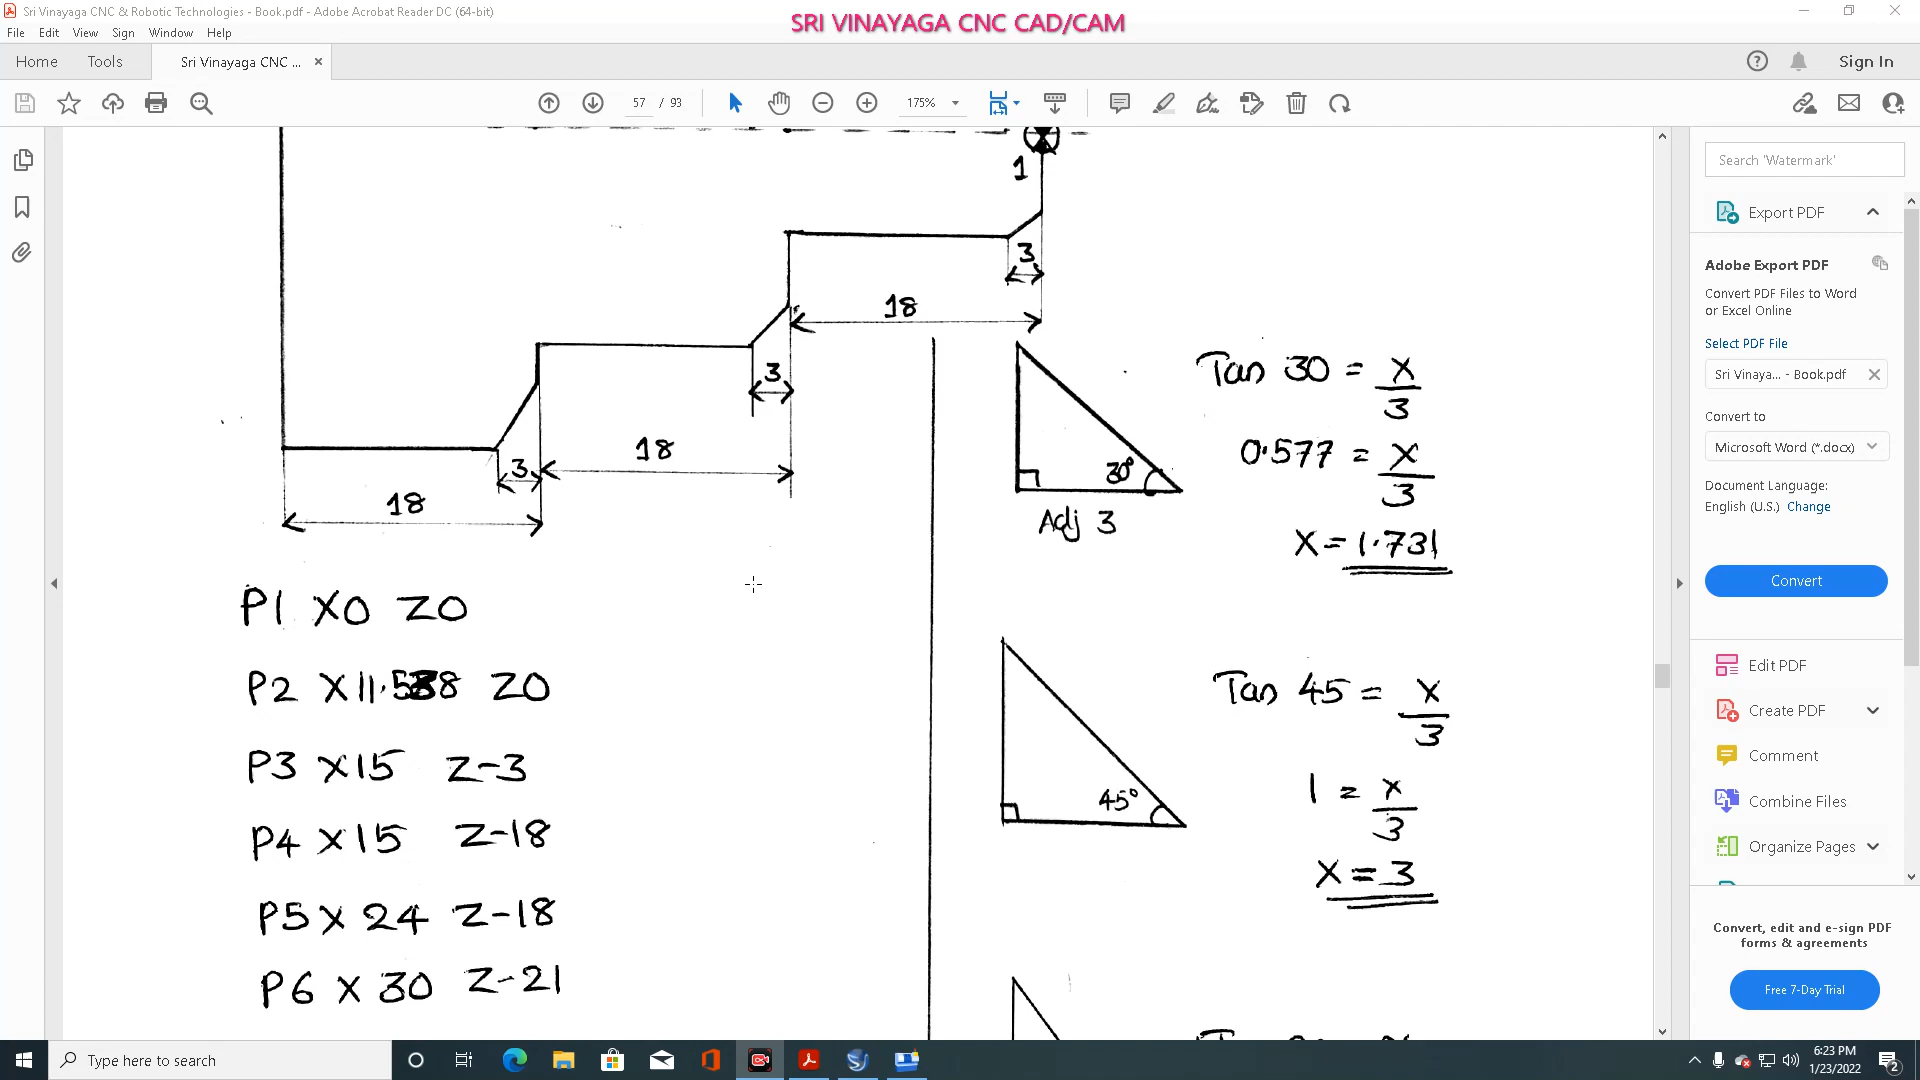 Sri Vinayaga CNC & Robotic Technologies - Book.pdf - Adobe Acrobat Reader DC (64-bit)
SRI VINAYAGA CNC CAD/CAM
File Edit View Sign Window Help
Home Tools Sri Vinayaga CNC ... Sign In
57 / 93 175%
1
3
18
3
18
3
18
30°
Adj 3
Tan 30 = X/3
0.577 = X/3
X = 1.731
P1 X0 Z0
P2 X11.538 Z0
P3 X15 Z-3
P4 X15 Z-18
P5 X 24 Z-18
P6 X 30 Z-21
45°
Tan 45 = X/3
1 = X/3
X = 3
Search 'Watermark'
Export PDF
Adobe Export PDF
Convert PDF Files to Word
or Excel Online
Select PDF File
Sri Vinaya... - Book.pdf
Convert to
Microsoft Word (*.docx)
Document Language:
English (U.S.) Change
Convert
Edit PDF
Create PDF
Comment
Combine Files
Organize Pages
Convert, edit and e-sign PDF
forms & agreements
Free 7-Day Trial
Type here to search
6:23 PM
1/23/2022
2